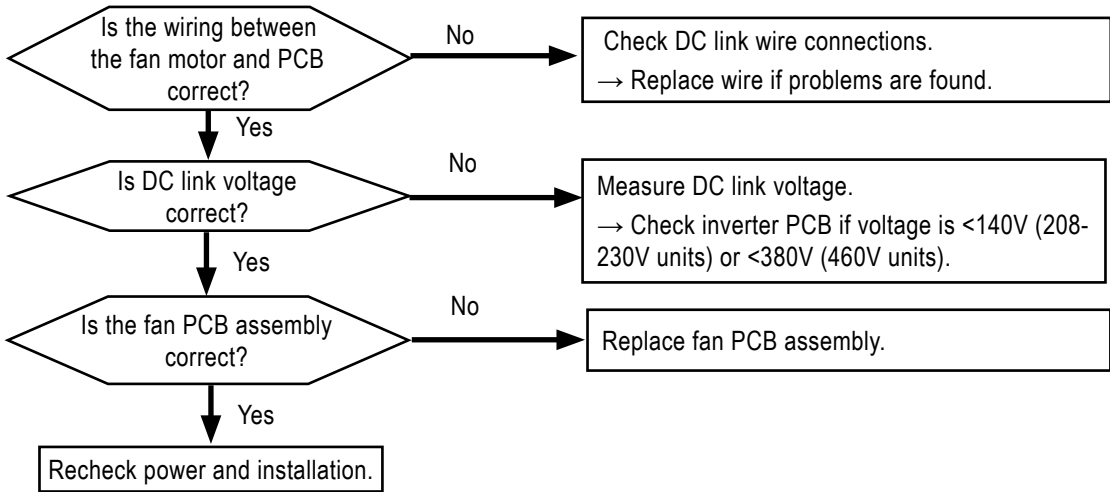 Is the wiring between
the fan motor and PCB
correct?
No
Check DC link wire connections.
→ Replace wire if problems are found.
Yes
Is DC link voltage
correct?
No
Measure DC link voltage.
→ Check inverter PCB if voltage is <140V (208-
230V units) or <380V (460V units).
Yes
Is the fan PCB assembly
correct?
No
Replace fan PCB assembly.
Yes
Recheck power and installation.